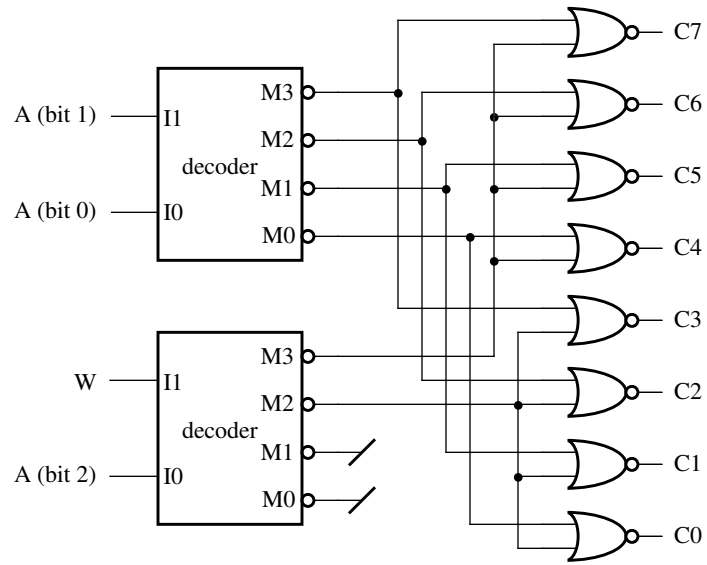 A (bit 1)
A (bit 0)
I1
I0
decoder
M3
M2
M1
M0
W
A (bit 2)
I1
I0
decoder
M3
M2
M1
M0
C7
C6
C5
C4
C3
C2
C1
C0